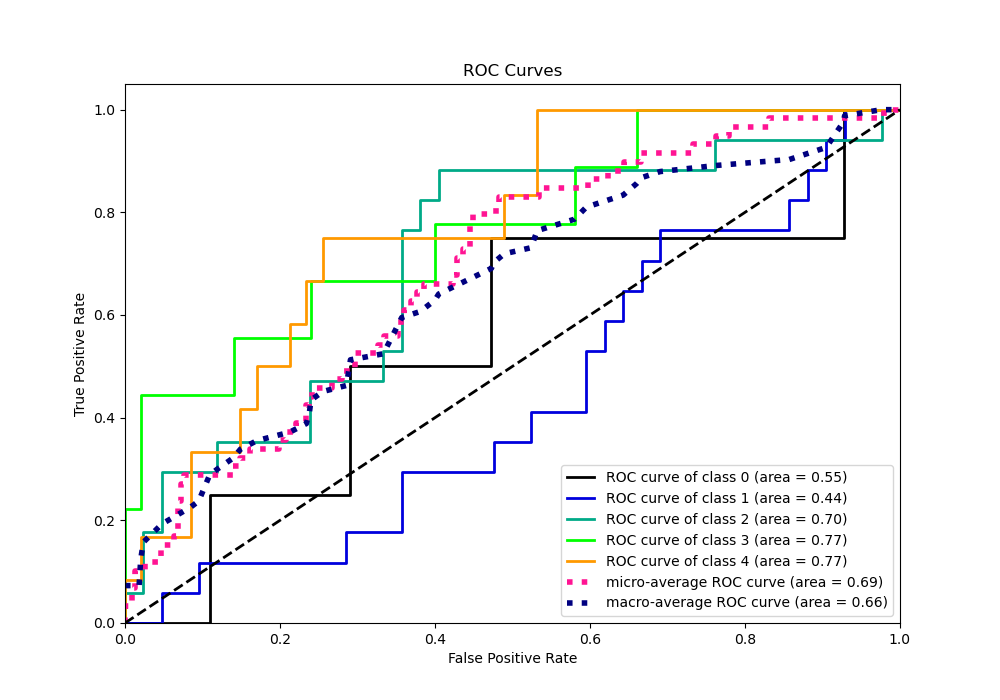 ROC Curves
True Positive Rate
1.0
0.8
0.6
0.4
0.2
0.0
0.0 0.2 0.4 0.6 0.8 1.0
False Positive Rate
ROC curve of class 0 (area = 0.55)
ROC curve of class 1 (area = 0.44)
ROC curve of class 2 (area = 0.70)
ROC curve of class 3 (area = 0.77)
ROC curve of class 4 (area = 0.77)
micro-average ROC curve (area = 0.69)
macro-average ROC curve (area = 0.66)